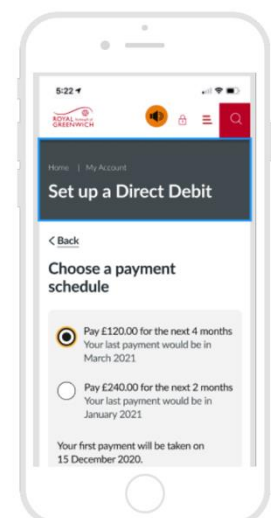 5:22
ROYAL borough of
GREENWICH
Home | My Account
Set up a Direct Debit
< Back
Choose a payment
schedule
Pay £120.00 for the next 4 months
Your last payment would be in
March 2021
Pay £240.00 for the next 2 months
Your last payment would be in
January 2021
Your first payment will be taken on
15 December 2020.